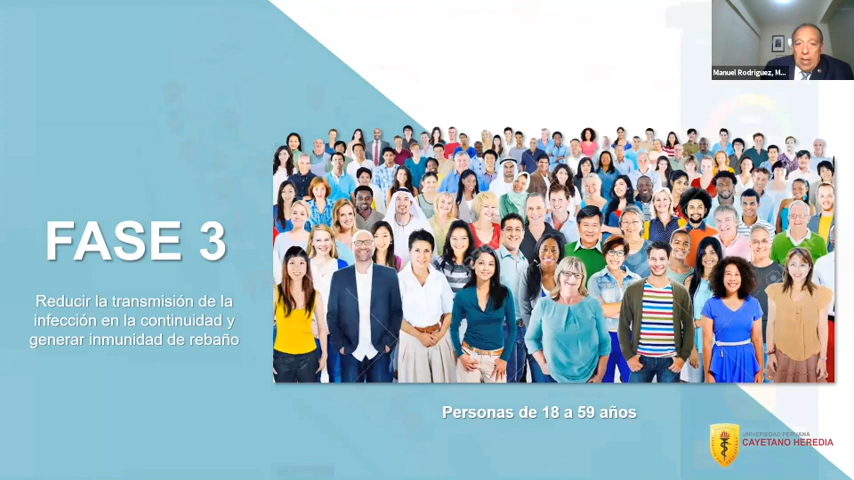 Manuel Rodriguez, M...
FASE 3
Reducir la transmisión de la
infección en la continuidad y
generar inmunidad de rebaño
Personas de 18 a 59 años
UNIVERSIDAD PERUANA
CAYETANO HEREDIA